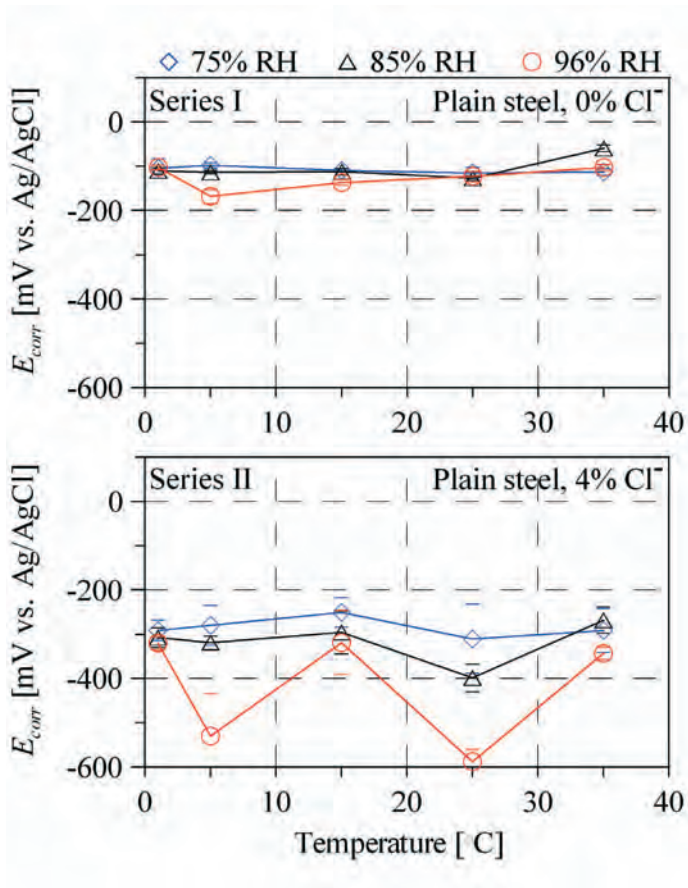 75% RH 85% RH 96% RH
Series I Plain steel, 0% Cl⁻
0
-200
-400
-600
0 10 20 30 40
E_corr [mV vs. Ag/AgCl]
Series II Plain steel, 4% Cl⁻
0
-200
-400
-600
0 10 20 30 40
E_corr [mV vs. Ag/AgCl]
Temperature [°C]